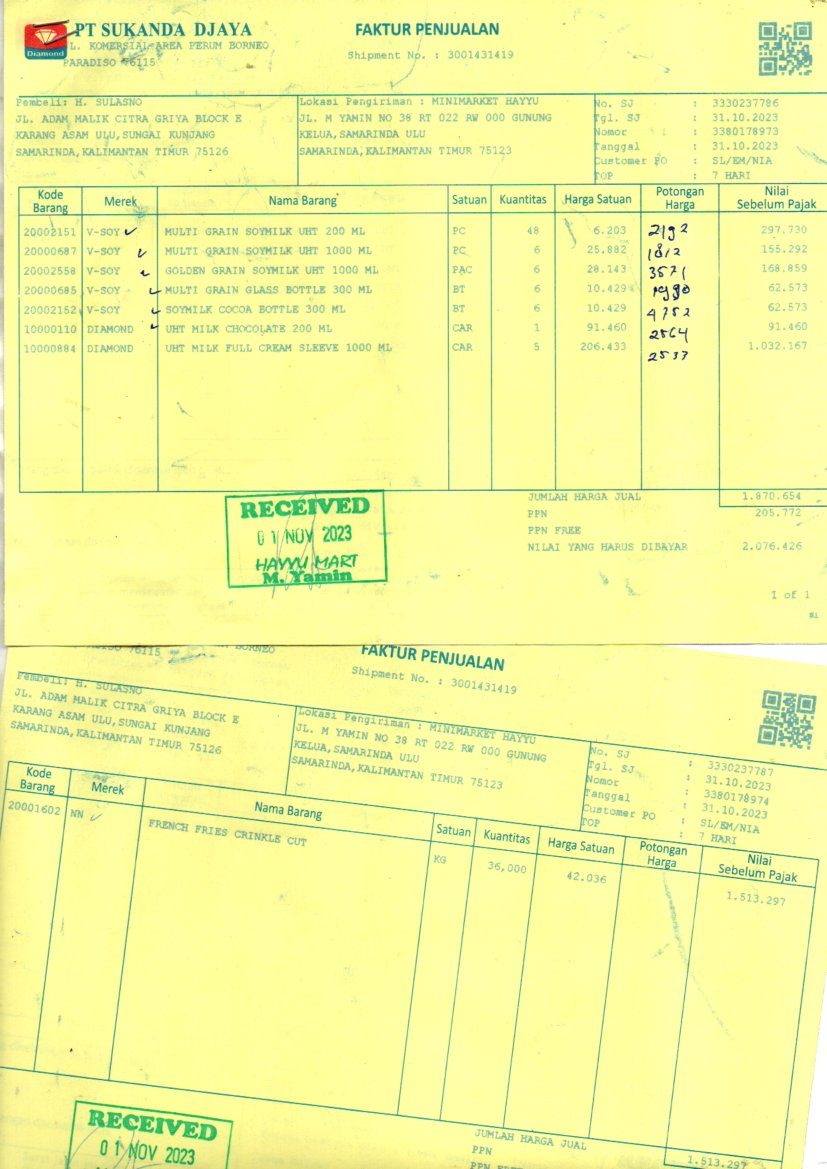 PT SUKANDA DJAYA
Diamond
JL. KOMERSIAL AREA PERUM BORNEO
PARADISO 76115
FAKTUR PENJUALAN
Shipment No. : 3001431419
Pembeli: H. SULASNO
JL. ADAM MALIK CITRA GRIYA BLOCK E
KARANG ASAM ULU,SUNGAI KUNJANG
SAMARINDA,KALIMANTAN TIMUR 75126
Lokasi Pengiriman : MINIMARKET HAYYU
JL. M YAMIN NO 38 RT 022 RW 000 GUNUNG
KELUA,SAMARINDA ULU
SAMARINDA,KALIMANTAN TIMUR 75123
No. SJ : 3330237786
Tgl. SJ : 31.10.2023
Nomor : 3380178973
Tanggal : 31.10.2023
Customer PO : SL/EM/NIA
TOP : 7 HARI
Kode Barang Merek Nama Barang Satuan Kuantitas Harga Satuan Potongan Harga Nilai Sebelum Pajak
20002151 V-SOY MULTI GRAIN SOYMILK UHT 200 ML PC 48 6.203 2192 297.730
20000687 V-SOY MULTI GRAIN SOYMILK UHT 1000 ML PC 6 25.882 1812 155.292
20002558 V-SOY GOLDEN GRAIN SOYMILK UHT 1000 ML PAC 6 28.143 3571 168.859
20000685 V-SOY MULTI GRAIN GLASS BOTTLE 300 ML BT 6 10.429 62.573
20002152 V-SOY SOYMILK COCOA BOTTLE 300 ML BT 6 10.429 4752 62.573
10000110 DIAMOND UHT MILK CHOCOLATE 200 ML CAR 1 91.460 2864 91.460
10000884 DIAMOND UHT MILK FULL CREAM SLEEVE 1000 ML CAR 5 206.433 2537 1.032.167
JUMLAH HARGA JUAL 1.870.654
PPN 205.772
PPN FREE
NILAI YANG HARUS DIBAYAR 2.076.426
RECEIVED
01 NOV 2023
HAYYU MART
M. Yamin
1 of 1
PARADISO 76115
BORNEO
FAKTUR PENJUALAN
Shipment No. : 3001431419
Pembeli: H. SULASNO
JL. ADAM MALIK CITRA GRIYA BLOCK E
KARANG ASAM ULU,SUNGAI KUNJANG
SAMARINDA,KALIMANTAN TIMUR 75126
Lokasi Pengiriman : MINIMARKET HAYYU
JL. M YAMIN NO 38 RT 022 RW 000 GUNUNG
KELUA,SAMARINDA ULU
SAMARINDA,KALIMANTAN TIMUR 75123
No. SJ : 3330237787
Tgl. SJ : 31.10.2023
Nomor : 3380178974
Tanggal : 31.10.2023
Customer PO : SL/EM/NIA
TOP : 7 HARI
Kode Barang Merek Nama Barang Satuan Kuantitas Harga Satuan Potongan Harga Nilai Sebelum Pajak
20001602 NN FRENCH FRIES CRINKLE CUT KG 36,000 42.036 1.513.297
RECEIVED
01 NOV 2023
JUMLAH HARGA JUAL 1.513.297
PPN
PPN FREE